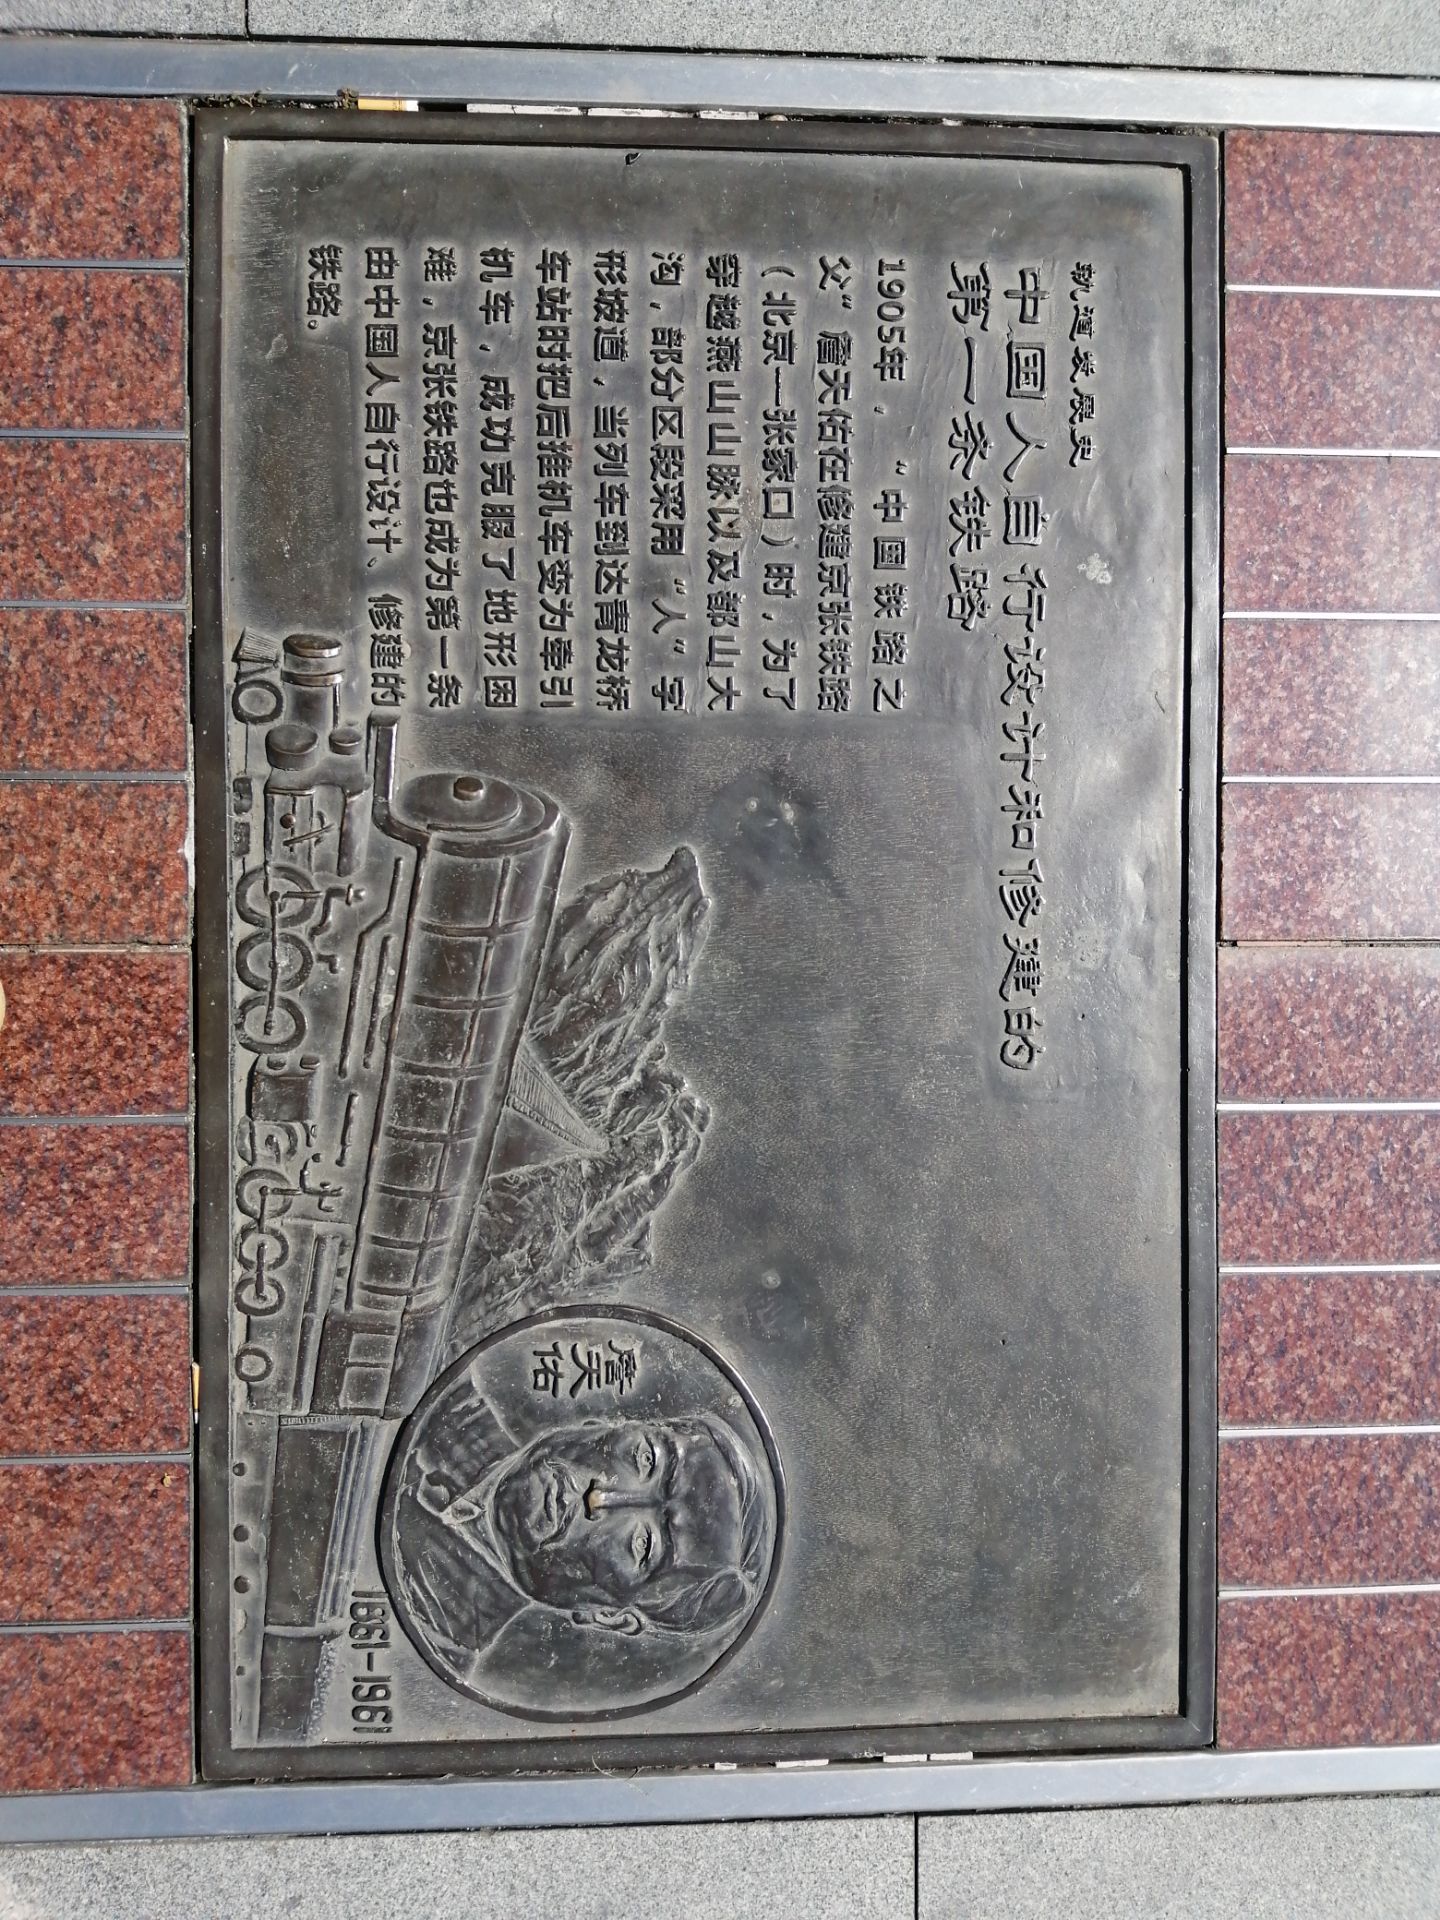 轨道发展史
中国人自行设计和修建的
第一条铁路
1905年，“中国铁路之
父”詹天佑在修建京张铁路
（北京—张家口）时，为了
穿越燕山山脉以及都山大
沟，部分区段采用“人”字
形坡道，当列车到达青龙桥
车站时把后推机车变为牵引
机车，成功克服了地形困
难，京张铁路也成为第一条
由中国人自行设计、修建的
铁路。
詹天佑
1861-1961